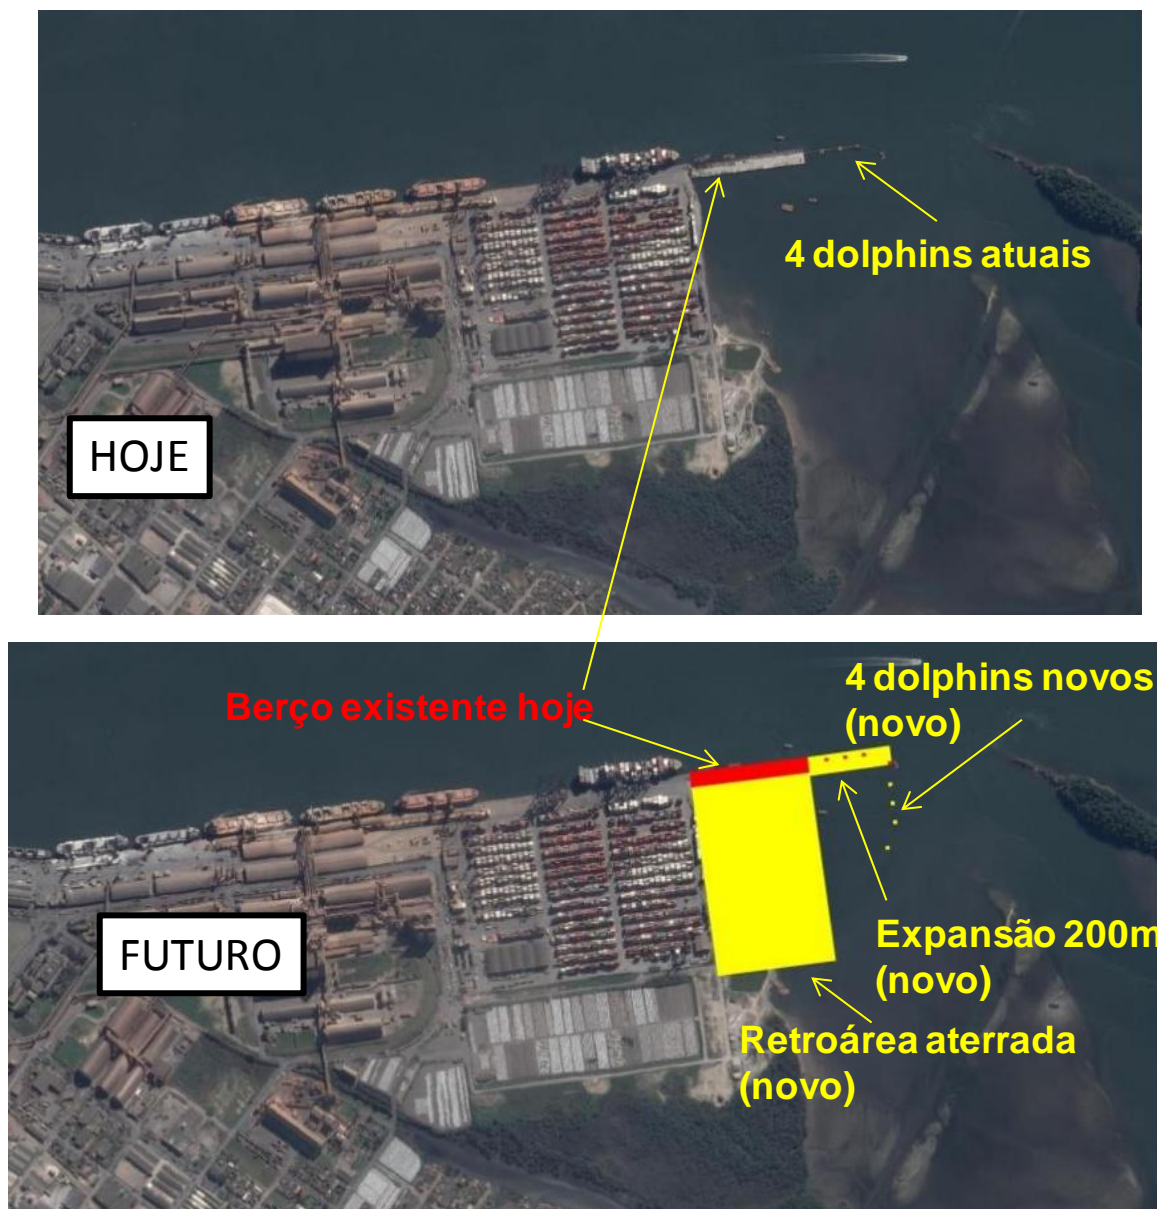 4 dolphins atuais
HOJE
4 dolphins novos
(novo)
Berço existente hoje
Expansão 200m
(novo)
FUTURO
Retroárea aterrada
(novo)